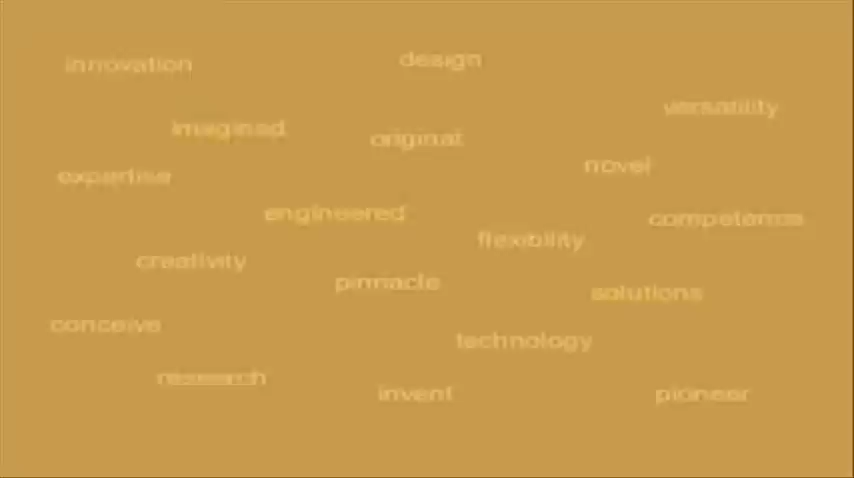 innovation
design
versatility
imagined
original
novel
expertise
engineered
competence
flexibility
creativity
pinnacle
solutions
conceive
technology
research
invent
pioneer